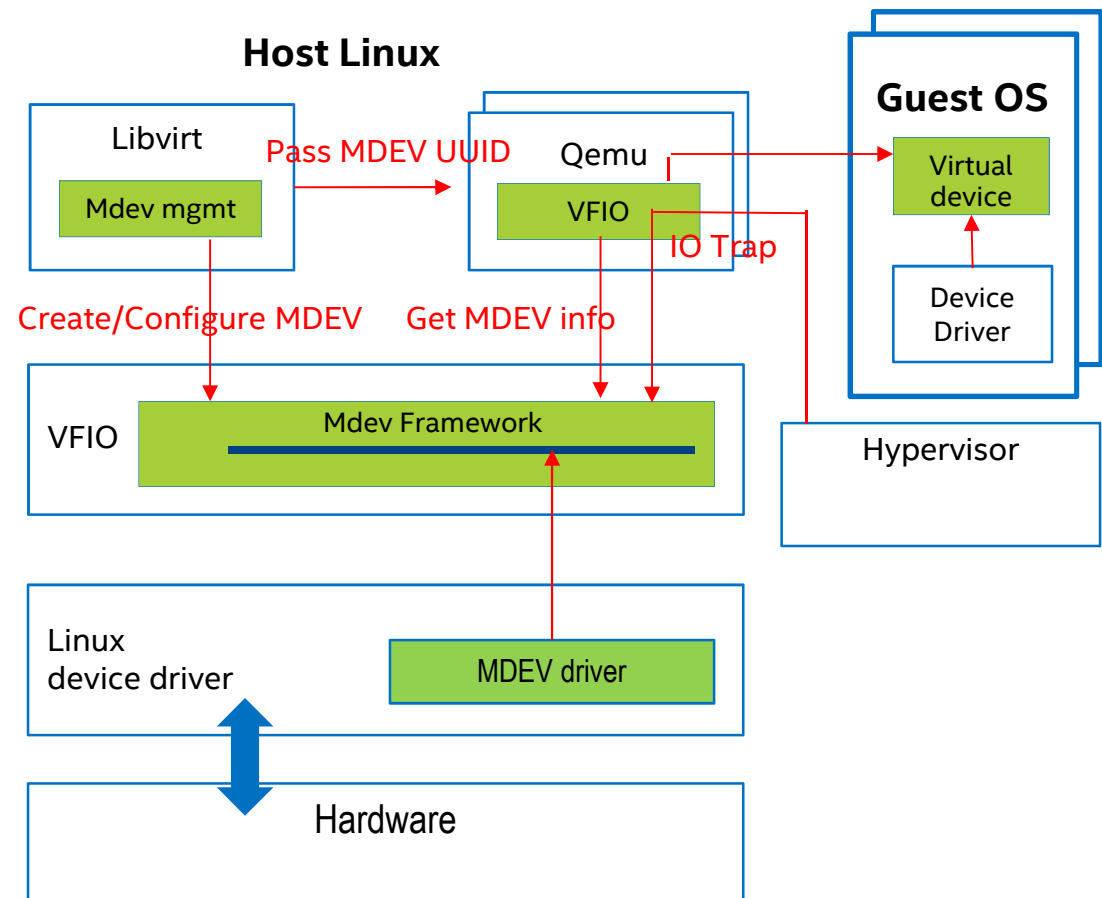 Host Linux
Guest OS
Libvirt
Pass MDEV UUID
Qemu
Virtual
device
Mdev mgmt
VFIO
IO Trap
Device
Driver
Create/Configure MDEV
Get MDEV info
VFIO
Mdev Framework
Hypervisor
Linux
device driver
MDEV driver
Hardware